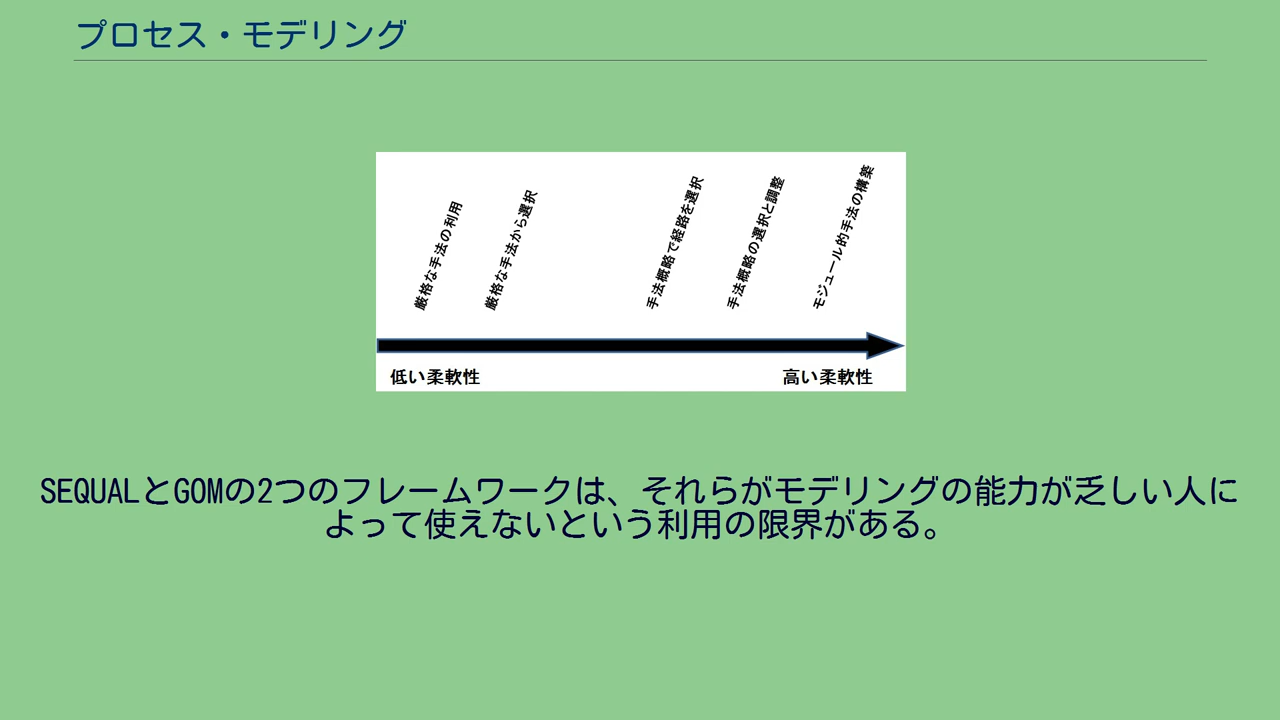 プロセス・モデリング
厳格な手法の利用
厳格な手法から選択
手法概略で経路を選択
手法概略の選択と調整
モジュール的手法の構築
低い柔軟性
高い柔軟性
SEQUALとGOMの2つのフレームワークは、それらがモデリングの能力が乏しい人に
よって使えないという利用の限界がある。